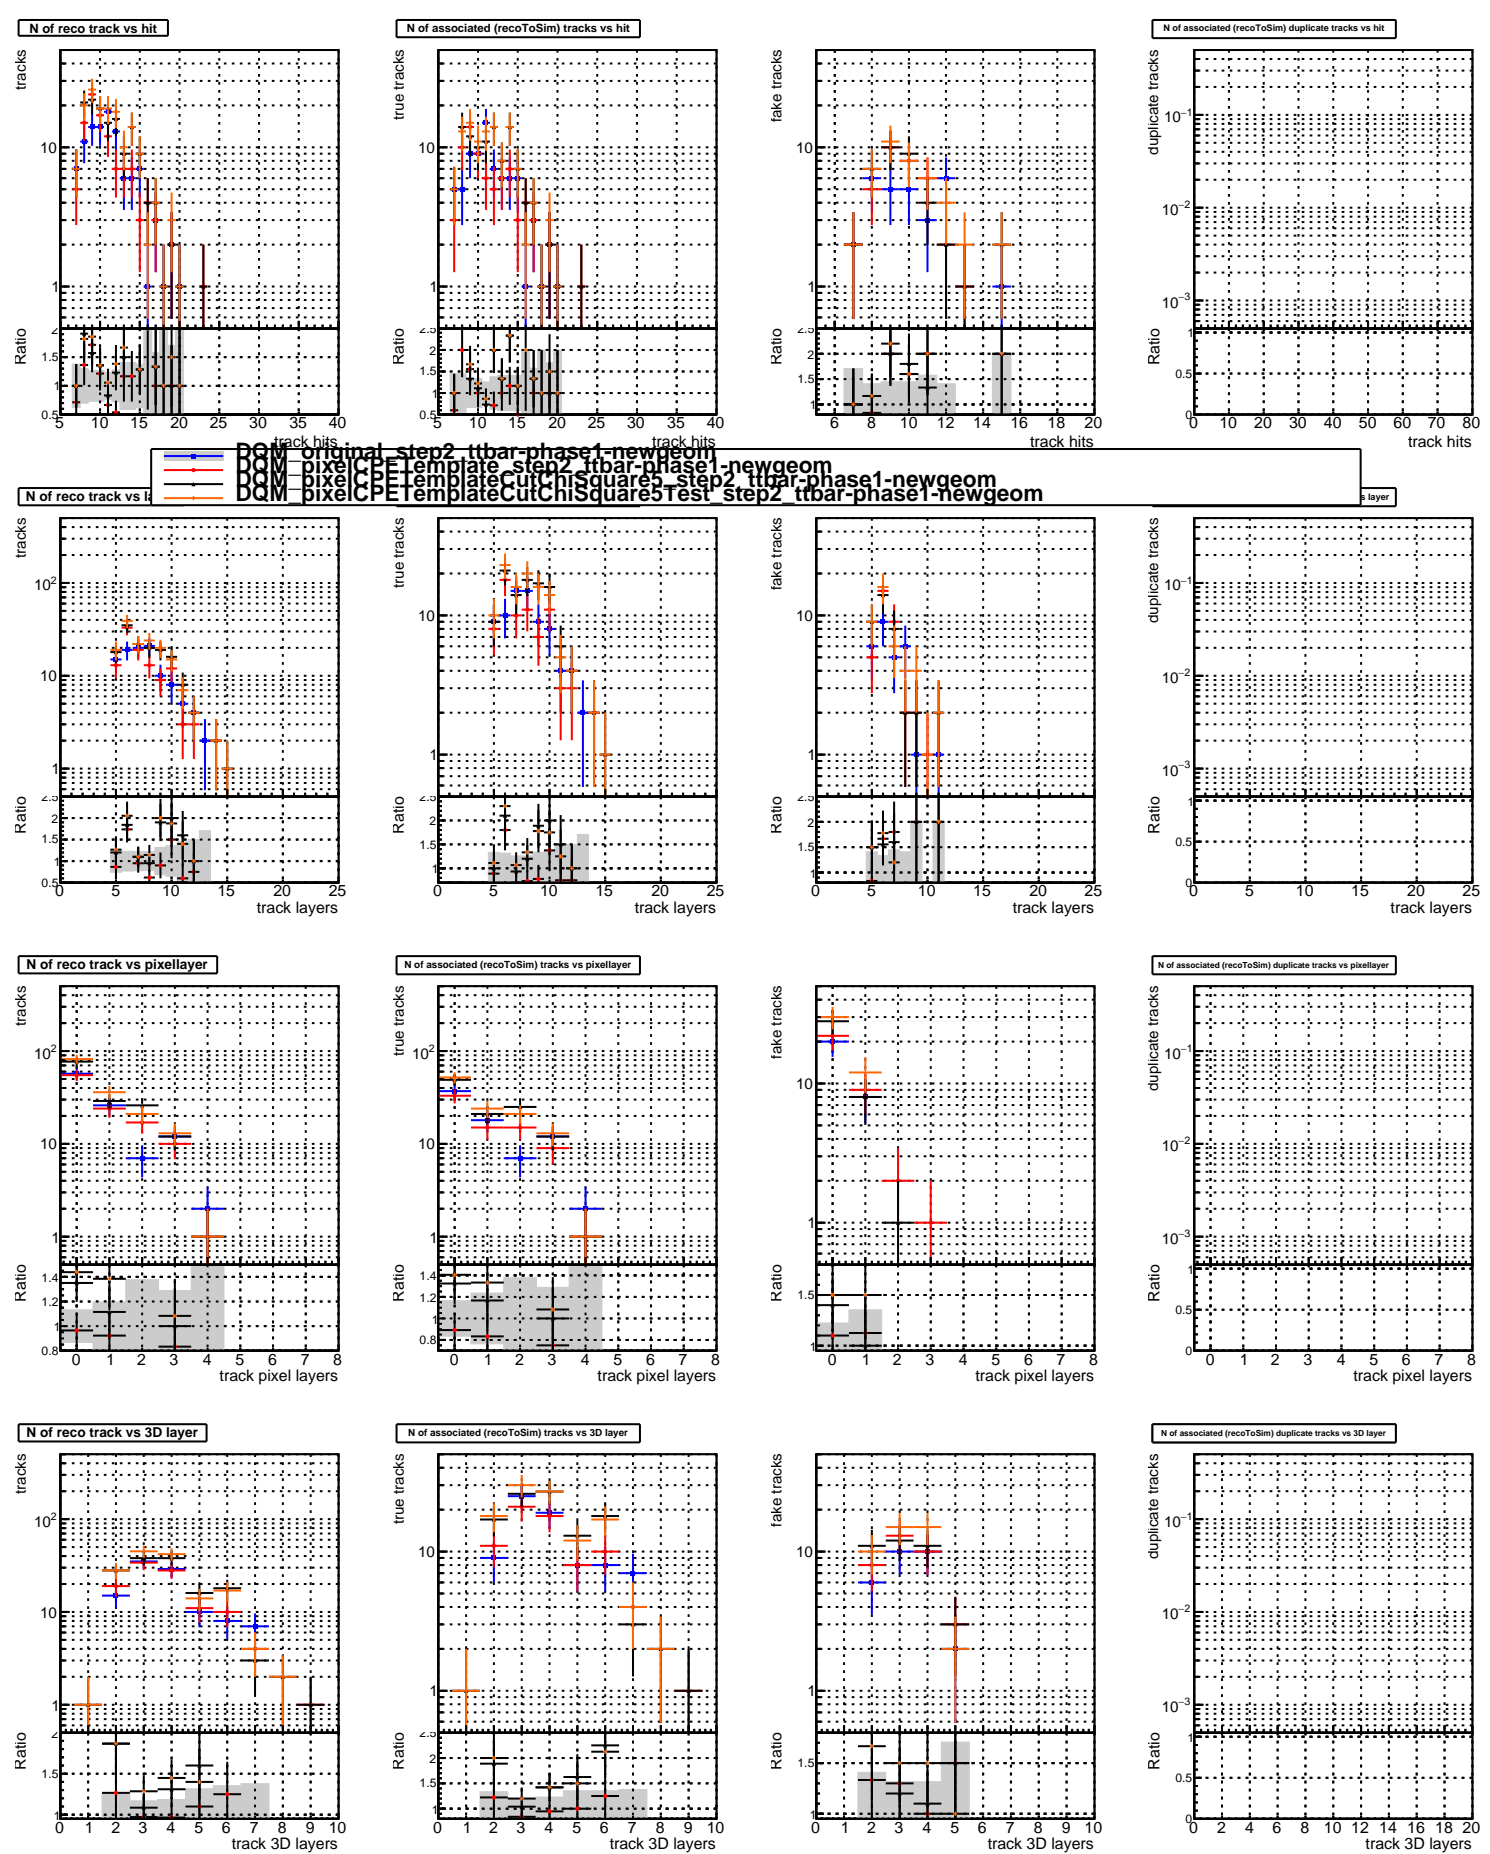 N of reco track vs hit
N of associated (recoToSim) tracks vs hit
N of associated (recoToSim) duplicate tracks vs hit
tracks
10
1
Ratio
2
1.5
1
0.5
5 10 15 20 25 30 35 40
track hits
true tracks
10
1
Ratio
2.5
2
1.5
1
0.5
5 10 15 20 25 30 35 40
track hits
fake tracks
10
1
Ratio
2.5
2
1.5
1
4 6 8 10 12 14 16 18 20
track hits
duplicate tracks
10−1
10−2
10−3
Ratio
1
0.5
0
10 20 30 40 50 60 70 80
track hits
DQM_original_step2_ttbar-phase1-newgeom
DQM_pixelCPETemplate_step2_ttbar-phase1-newgeom
DQM_pixelCPETemplateCutChiSquare5_step2_ttbar-phase1-newgeom
DQM_pixelCPETemplateCutChiSquare5Test_step2_ttbar-phase1-newgeom
N of reco track vs
layer
tracks
102
10
1
Ratio
2.5
2
1.5
1
0.5
0 5 10 15 20 25
track layers
true tracks
10
1
Ratio
2.5
2
1.5
1
0 5 10 15 20 25
track layers
fake tracks
10
1
Ratio
2.5
2
1.5
1
0 5 10 15 20 25
track layers
duplicate tracks
10−1
10−2
10−3
Ratio
1
0.5
0
0 5 10 15 20 25
track layers
N of reco track vs pixellayer
N of associated (recoToSim) tracks vs pixellayer
N of associated (recoToSim) duplicate tracks vs pixellayer
tracks
102
10
1
Ratio
1.4
1.2
1
0.8
0 1 2 3 4 5 6 7 8
track pixel layers
true tracks
102
10
1
Ratio
1.4
1.2
1
0.8
0 1 2 3 4 5 6 7 8
track pixel layers
fake tracks
10
1
Ratio
1.5
1
0 1 2 3 4 5 6 7 8
track pixel layers
duplicate tracks
10−1
10−2
10−3
Ratio
1
0.5
0
0 1 2 3 4 5 6 7 8
track pixel layers
N of reco track vs 3D layer
N of associated (recoToSim) tracks vs 3D layer
N of associated (recoToSim) duplicate tracks vs 3D layer
tracks
102
10
1
Ratio
2
1.5
1
0 1 2 3 4 5 6 7 8 9 10
track 3D layers
true tracks
10
1
Ratio
2.5
2
1.5
1
0 1 2 3 4 5 6 7 8 9 10
track 3D layers
fake tracks
10
1
Ratio
1.5
1
0 1 2 3 4 5 6 7 8 9 10
track 3D layers
duplicate tracks
10−1
10−2
10−3
Ratio
1
0.5
0
0 2 4 6 8 10 12 14 16 18 20
track 3D layers